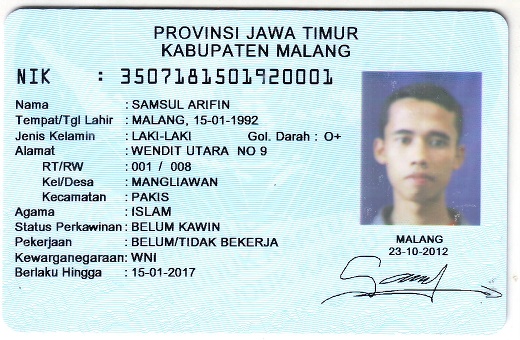 PROVINSI JAWA TIMUR
KABUPATEN MALANG
NIK : 3507181501920001
Nama : SAMSUL ARIFIN
Tempat/Tgl Lahir : MALANG, 15-01-1992
Jenis Kelamin : LAKI-LAKI Gol. Darah : O+
Alamat : WENDIT UTARA NO 9
RT/RW : 001 / 008
Kel/Desa : MANGLIAWAN
Kecamatan : PAKIS
Agama : ISLAM
Status Perkawinan : BELUM KAWIN
Pekerjaan : BELUM/TIDAK BEKERJA
Kewarganegaraan : WNI
Berlaku Hingga : 15-01-2017
MALANG
23-10-2012